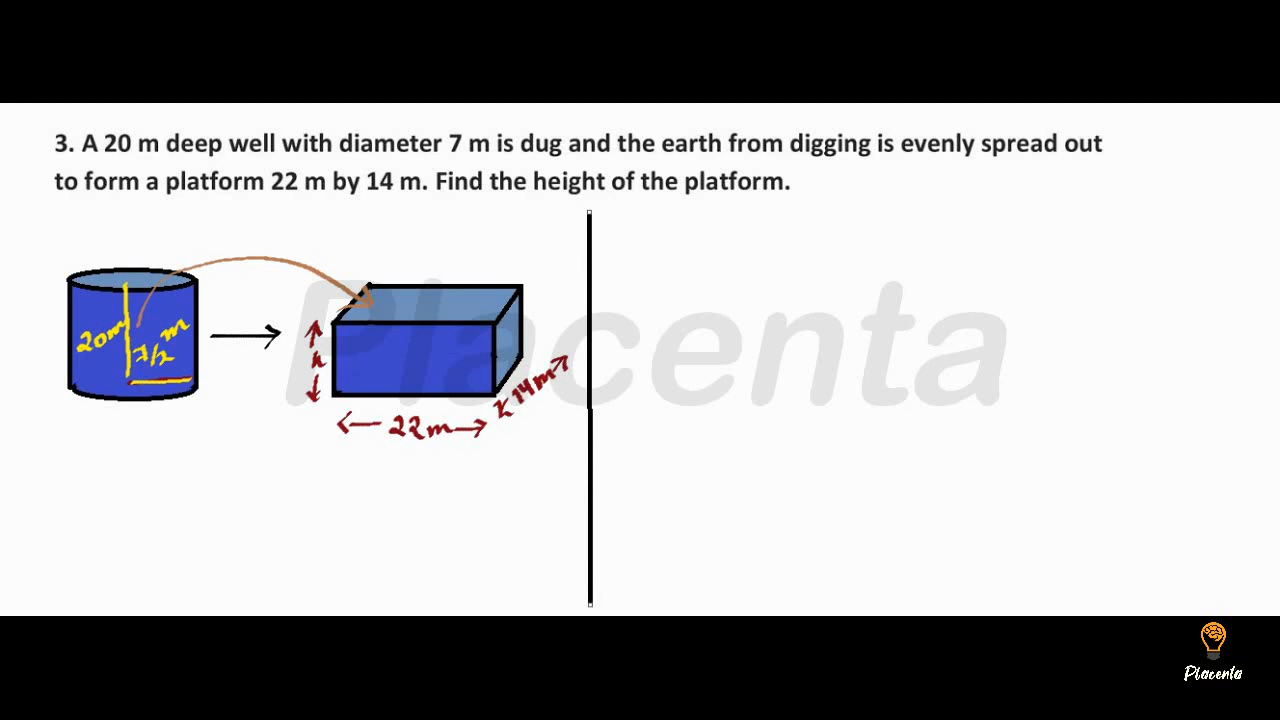 3. A 20 m deep well with diameter 7 m is dug and the earth from digging is evenly spread out
to form a platform 22 m by 14 m. Find the height of the platform.
20m
7/2 m
h
22m
14m
Placenta
Placenta